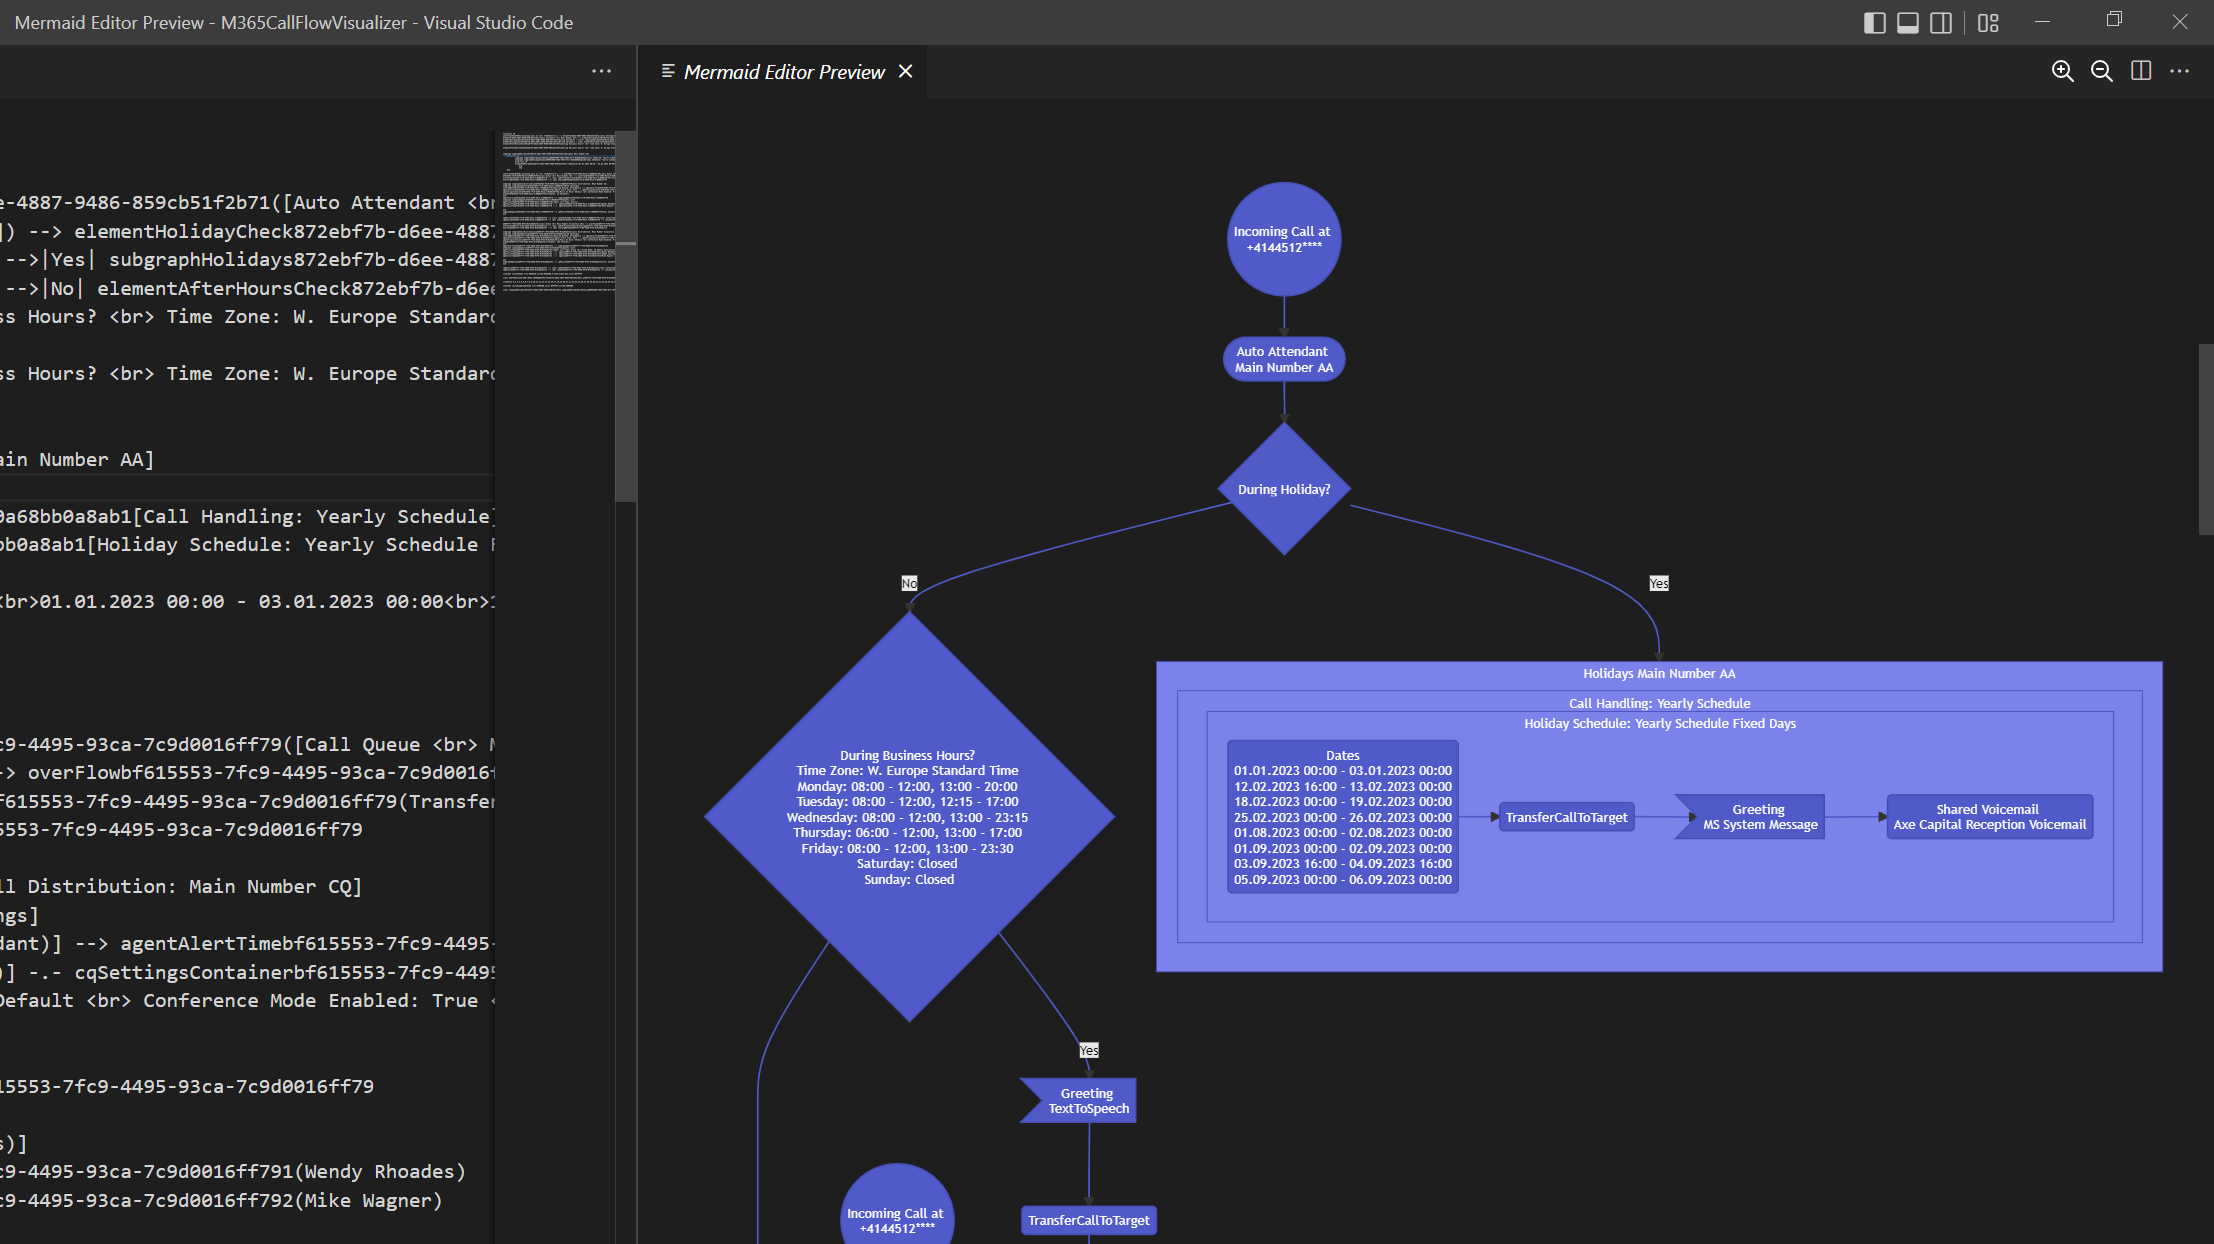 Mermaid Editor Preview - M365CallFlowVisualizer - Visual Studio Code
Mermaid Editor Preview
e-4887-9486-859cb51f2b71([Auto Attendant <br
]) --> elementHolidayCheck872ebf7b-d6ee-4887
-->|Yes| subgraphHolidays872ebf7b-d6ee-4887
-->|No| elementAfterHoursCheck872ebf7b-d6ee
ss Hours? <br> Time Zone: W. Europe Standard
ss Hours? <br> Time Zone: W. Europe Standard
ain Number AA]
0a68bb0a8ab1[Call Handling: Yearly Schedule]
bb0a8ab1[Holiday Schedule: Yearly Schedule F
<br>01.01.2023 00:00 - 03.01.2023 00:00<br>1
c9-4495-93ca-7c9d0016ff79([Call Queue <br> M
-> overFlowbf615553-7fc9-4495-93ca-7c9d0016f
f615553-7fc9-4495-93ca-7c9d0016ff79(Transfer
5553-7fc9-4495-93ca-7c9d0016ff79
ll Distribution: Main Number CQ]
ngs]
dant)] --> agentAlertTimebf615553-7fc9-4495-
)] -.- cqSettingsContainerbf615553-7fc9-4495
Default <br> Conference Mode Enabled: True <
15553-7fc9-4495-93ca-7c9d0016ff79
s)]
c9-4495-93ca-7c9d0016ff791(Wendy Rhoades)
c9-4495-93ca-7c9d0016ff792(Mike Wagner)
Incoming Call at
+4144512****
Auto Attendant
Main Number AA
During Holiday?
No
Yes
During Business Hours?
Time Zone: W. Europe Standard Time
Monday: 08:00 - 12:00, 13:00 - 20:00
Tuesday: 08:00 - 12:00, 12:15 - 17:00
Wednesday: 08:00 - 12:00, 13:00 - 23:15
Thursday: 06:00 - 12:00, 13:00 - 17:00
Friday: 08:00 - 12:00, 13:00 - 23:30
Saturday: Closed
Sunday: Closed
Holidays Main Number AA
Call Handling: Yearly Schedule
Holiday Schedule: Yearly Schedule Fixed Days
Dates
01.01.2023 00:00 - 03.01.2023 00:00
12.02.2023 16:00 - 13.02.2023 00:00
18.02.2023 00:00 - 19.02.2023 00:00
25.02.2023 00:00 - 26.02.2023 00:00
01.08.2023 00:00 - 02.08.2023 00:00
01.09.2023 00:00 - 02.09.2023 00:00
03.09.2023 16:00 - 04.09.2023 16:00
05.09.2023 00:00 - 06.09.2023 00:00
TransferCallToTarget
Greeting
MS System Message
Shared Voicemail
Axe Capital Reception Voicemail
Yes
Greeting
TextToSpeech
Incoming Call at
+4144512****
TransferCallToTarget